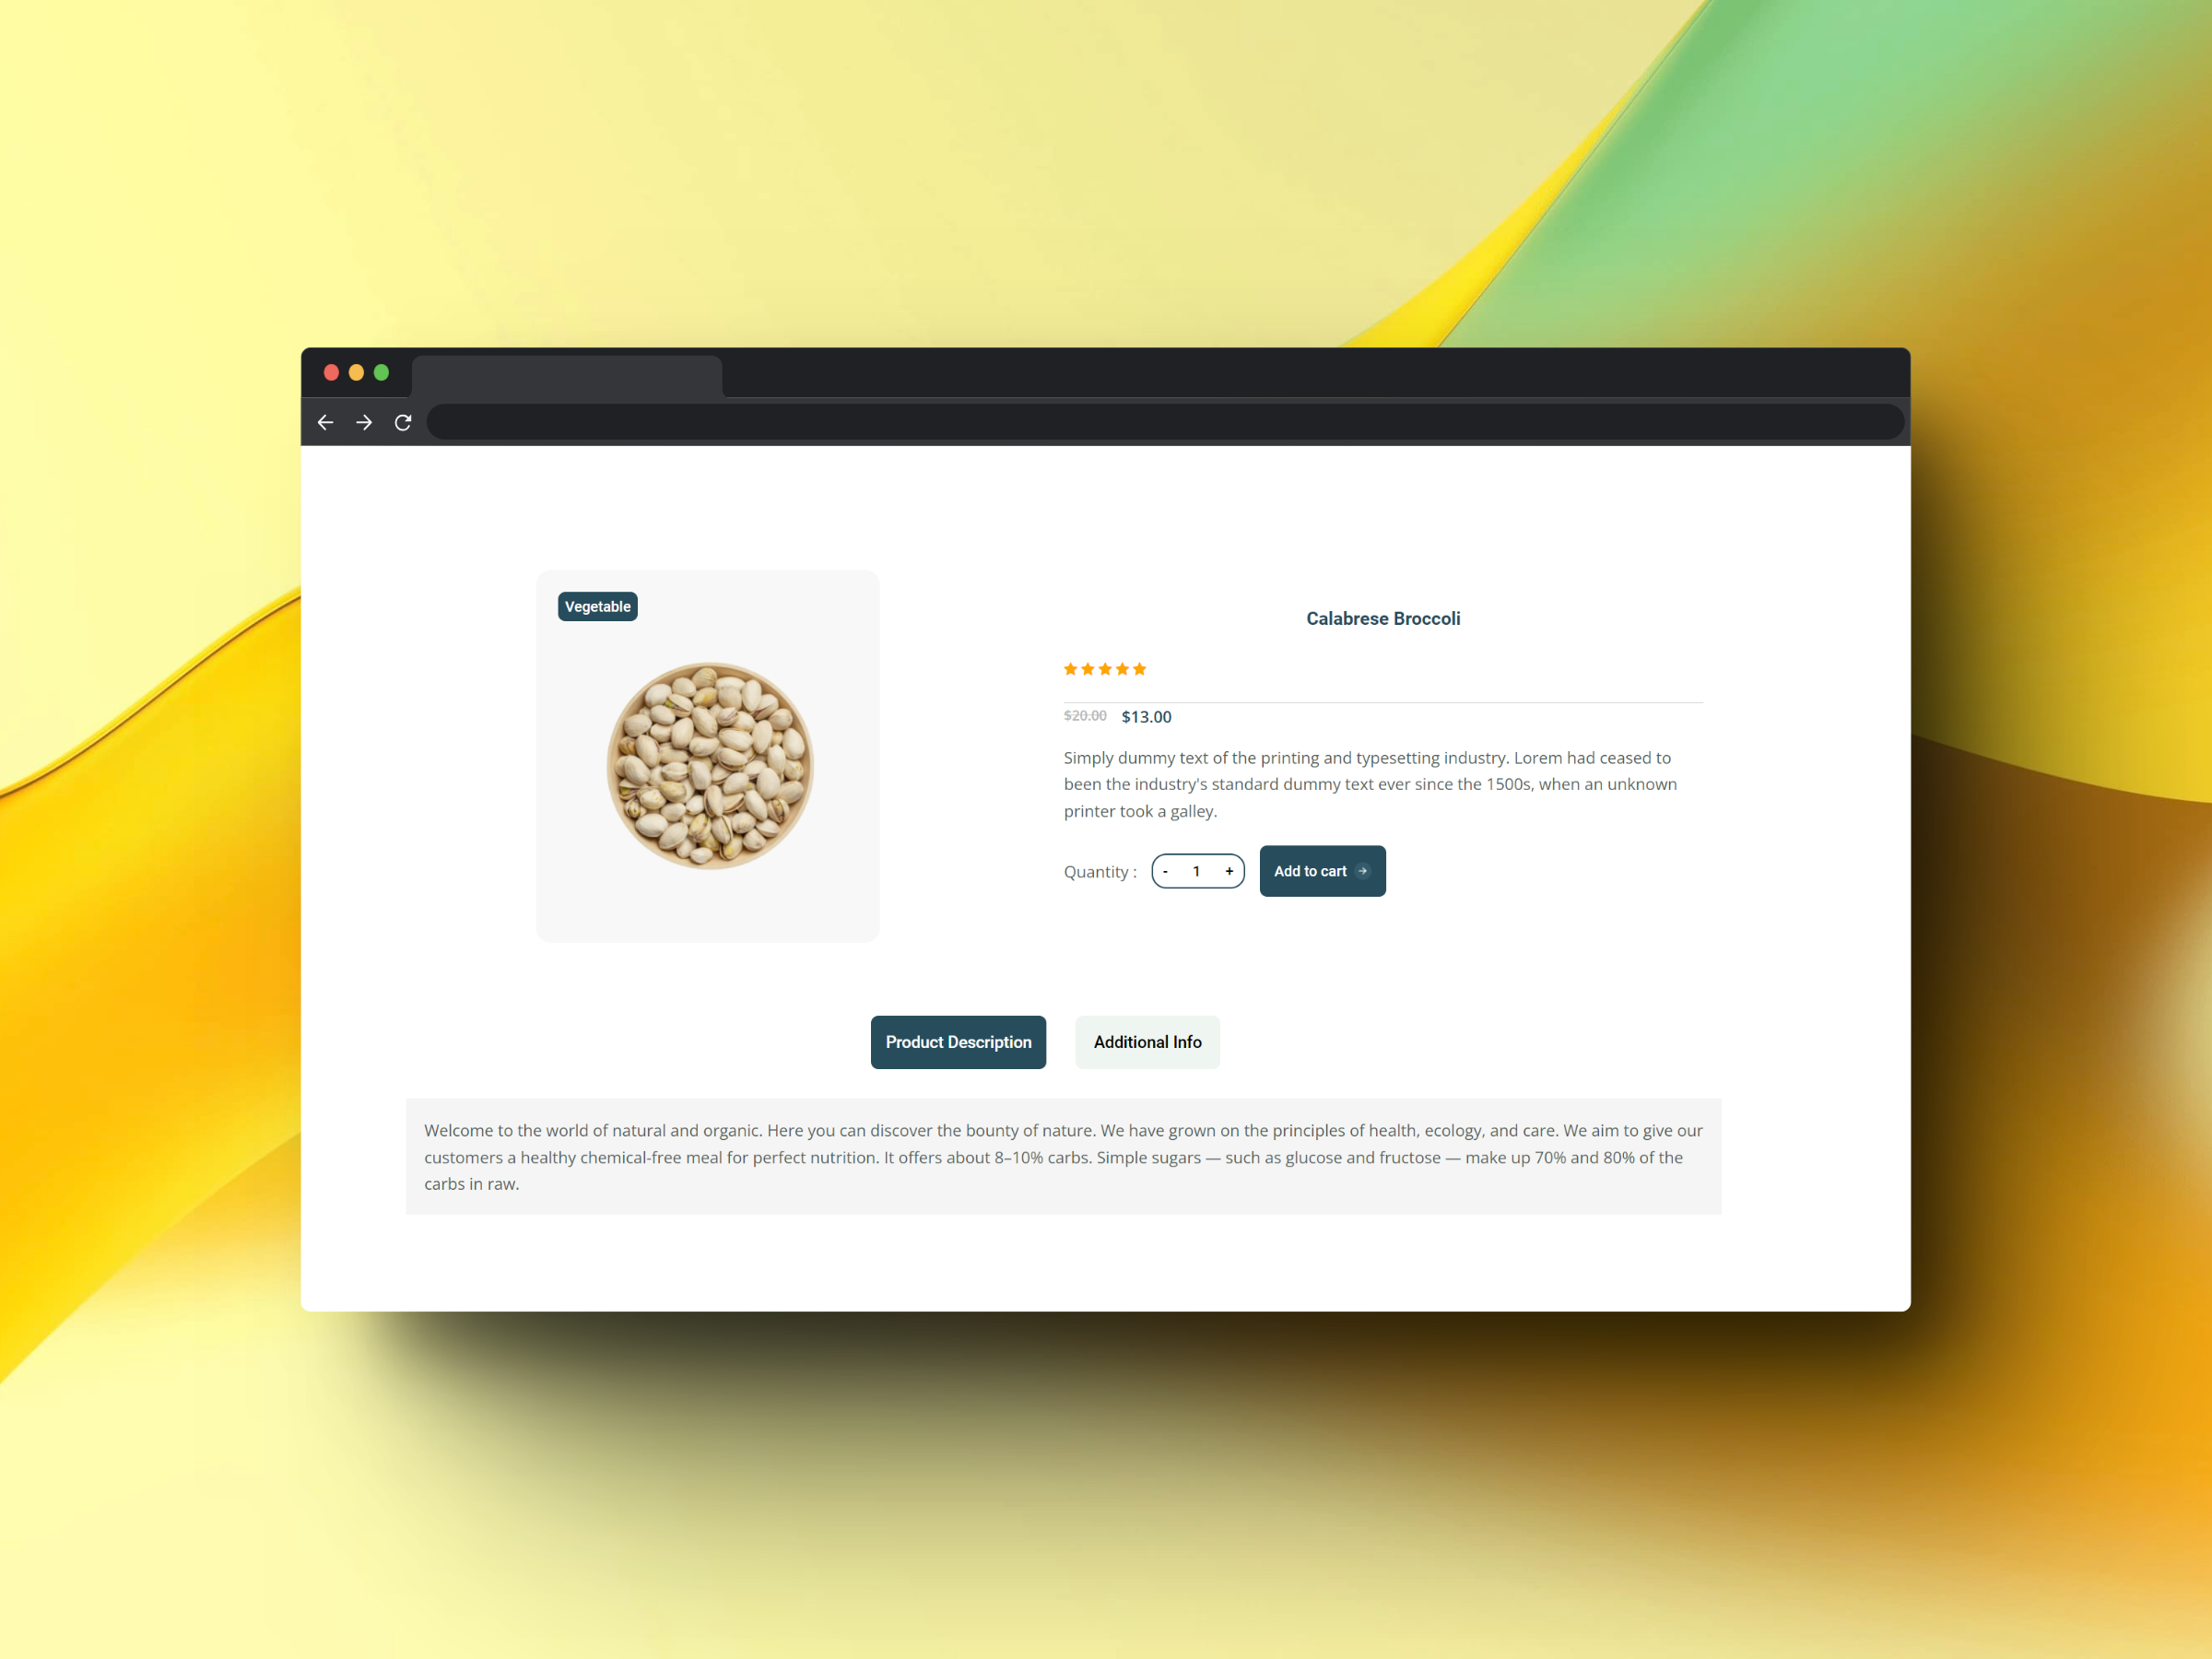 Vegetable
Calabrese Broccoli
$20.00 $13.00
Simply dummy text of the printing and typesetting industry. Lorem had ceased to
been the industry's standard dummy text ever since the 1500s, when an unknown
printer took a galley.
Quantity : - 1 + Add to cart
Product Description Additional Info
Welcome to the world of natural and organic. Here you can discover the bounty of nature. We have grown on the principles of health, ecology, and care. We aim to give our
customers a healthy chemical-free meal for perfect nutrition. It offers about 8–10% carbs. Simple sugars — such as glucose and fructose — make up 70% and 80% of the
carbs in raw.